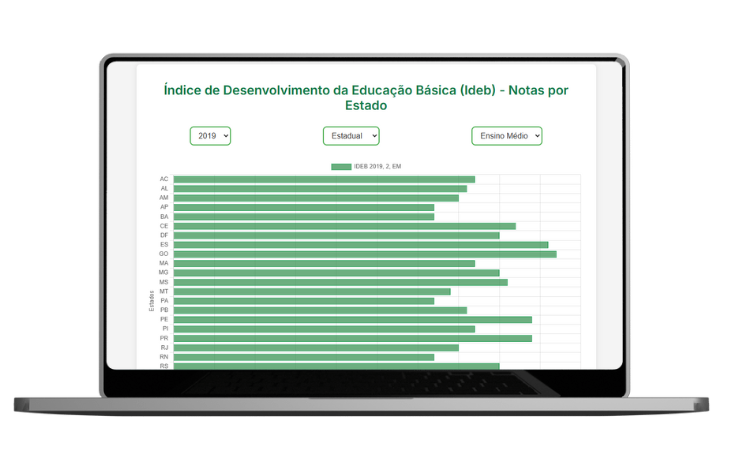 Índice de Desenvolvimento da Educação Básica (Ideb) - Notas por
Estado
2019
Estadual
Ensino Médio
IDEB 2019, 2, EM
Estados
AC
AL
AM
AP
BA
CE
DF
ES
GO
MA
MG
MS
MT
PA
PB
PE
PI
PR
RJ
RN
RS